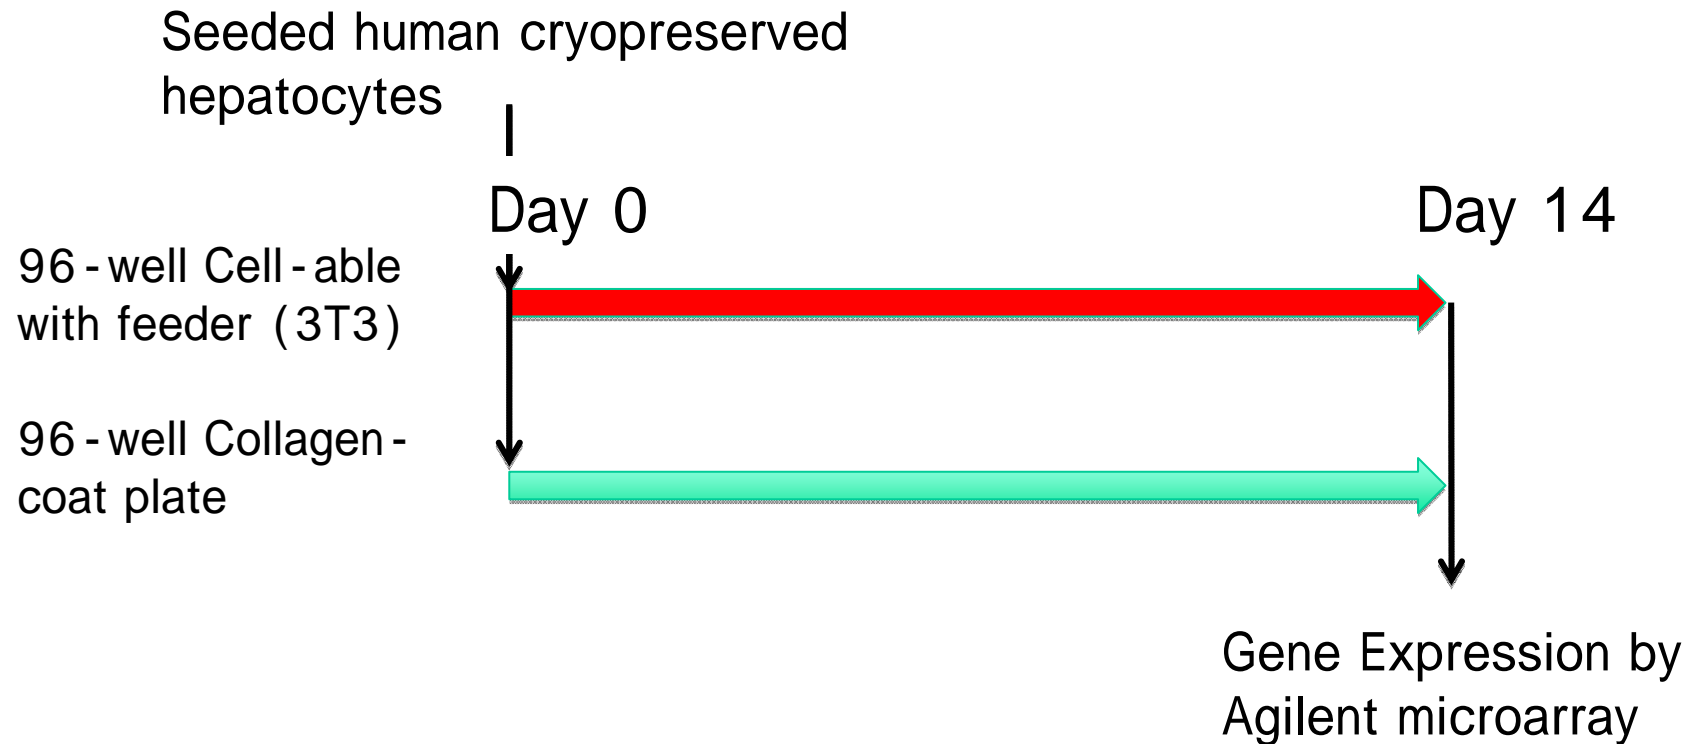 Seeded human cryopreserved
hepatocytes
Day 0
Day 14
96-well Cell-able
with feeder (3T3)
96-well Collagen-
coat plate
Gene Expression by
Agilent microarray